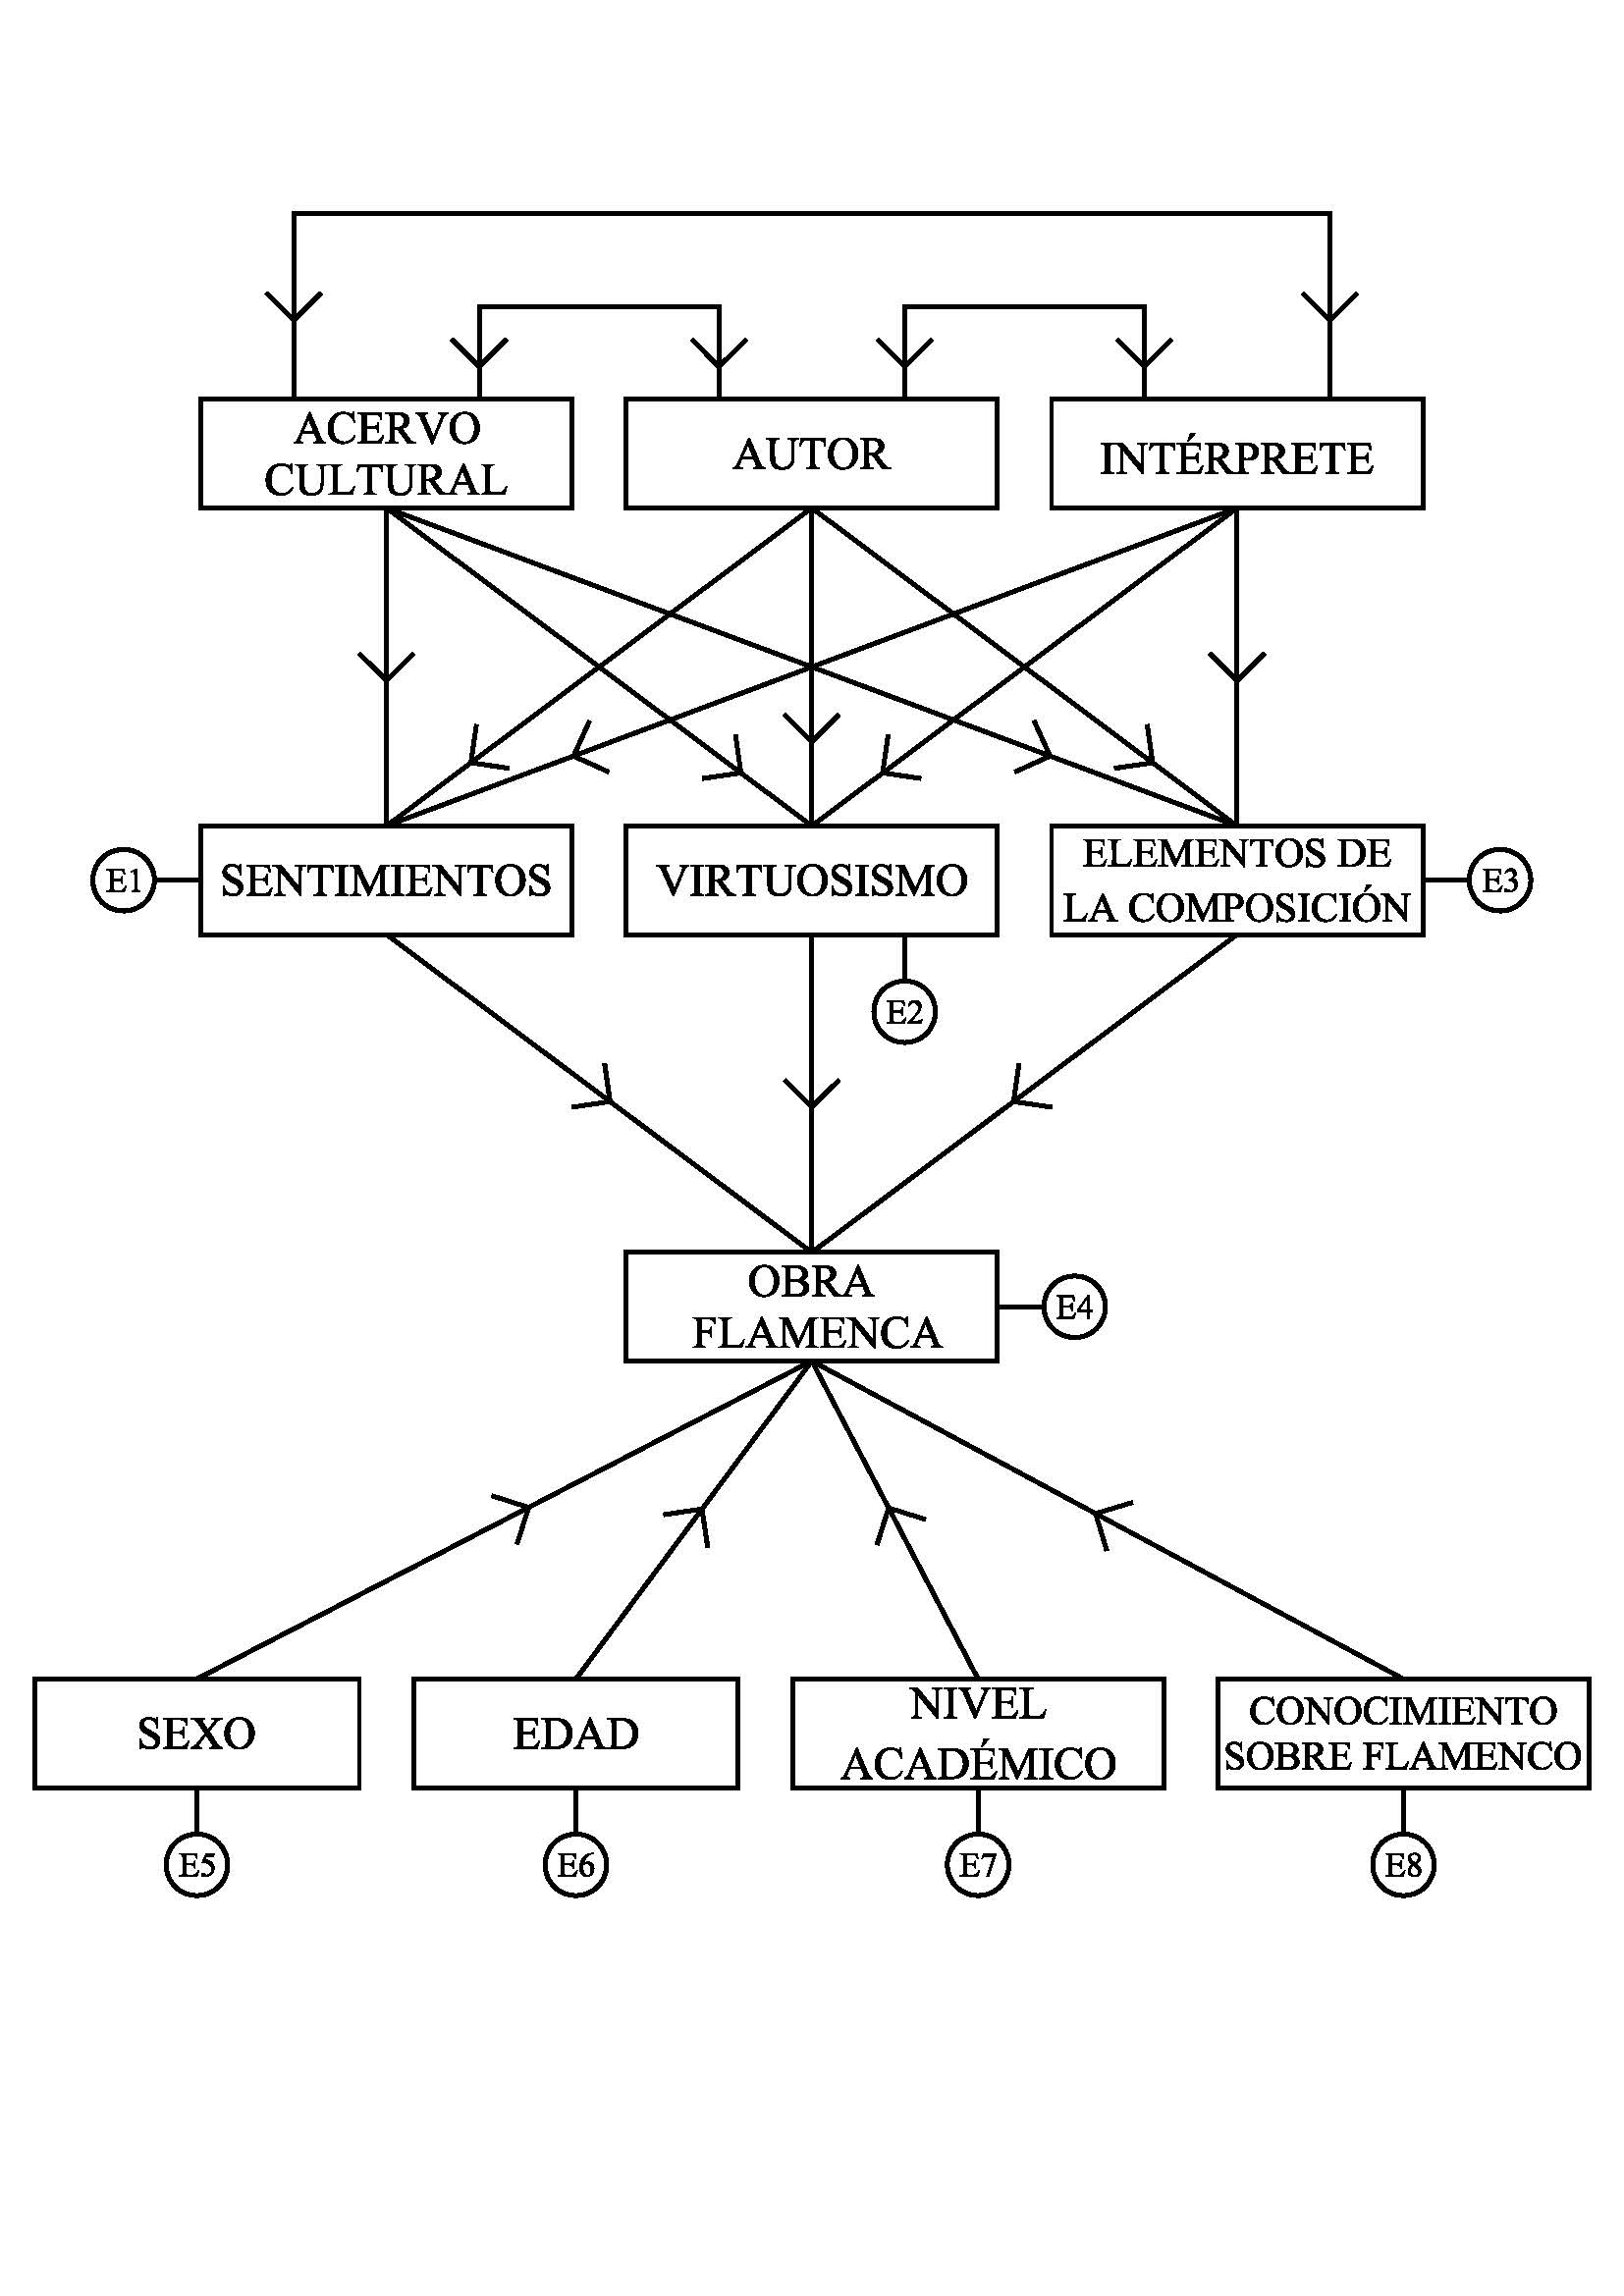 ACERVO
CULTURAL
AUTOR
INTÉRPRETE
E1
SENTIMIENTOS
VIRTUOSISMO
ELEMENTOS DE
LA COMPOSICIÓN
E3
E2
OBRA
FLAMENCA
E4
SEXO
EDAD
NIVEL
ACADÉMICO
CONOCIMIENTO
SOBRE FLAMENCO
E5
E6
E7
E8